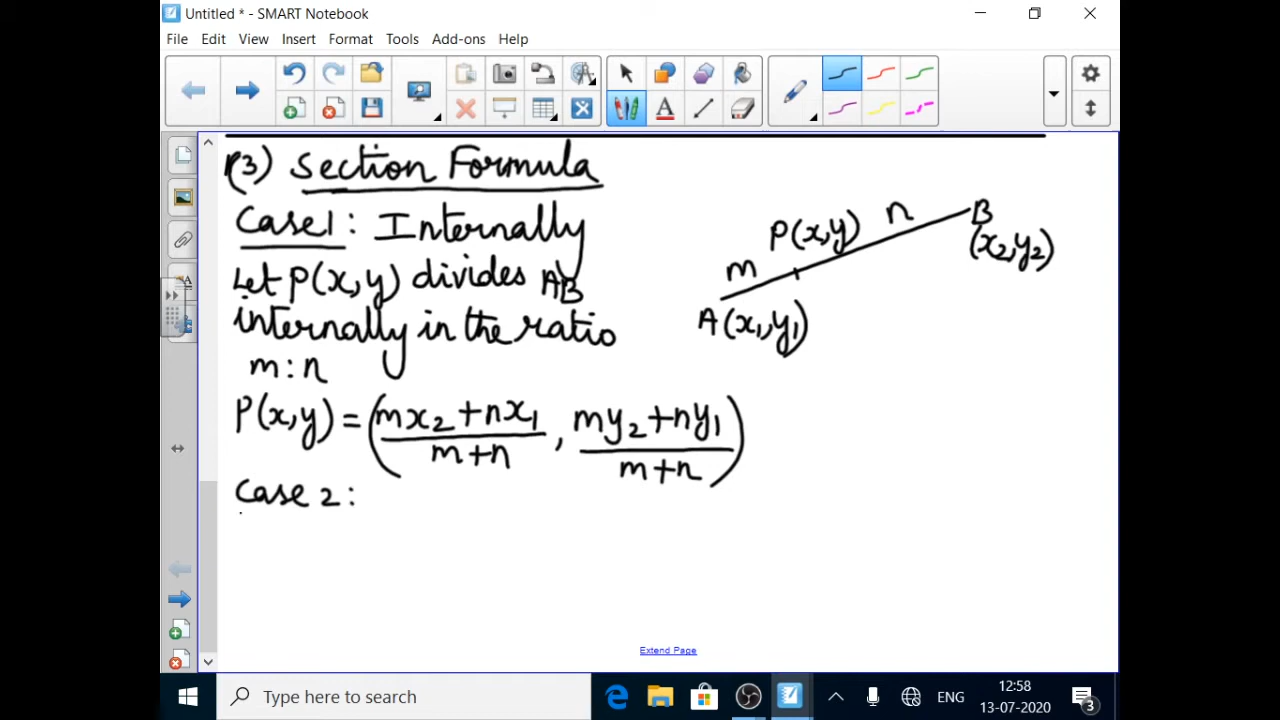 Untitled * - SMART Notebook
File Edit View Insert Format Tools Add-ons Help
(3) Section Formula
Case1: Internally
Let P(x,y) divides AB
internally in the ratio
m:n
P(x,y) = (mx₂+nx₁/m+n, my₂+ny₁/m+n)
Case 2:
m P(x,y) n B
(x₂,y₂)
A(x₁,y₁)
Extend Page
Type here to search
ENG
12:58
13-07-2020
3